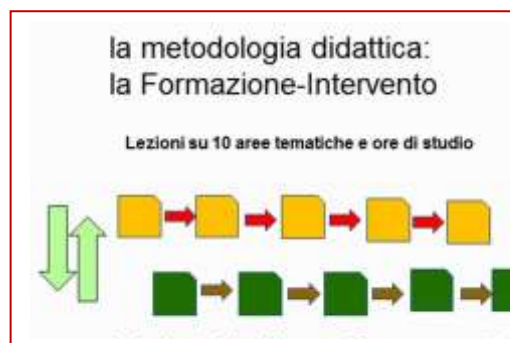 la metodologia didattica:
la Formazione-Intervento
Lezioni su 10 aree tematiche e ore di studio